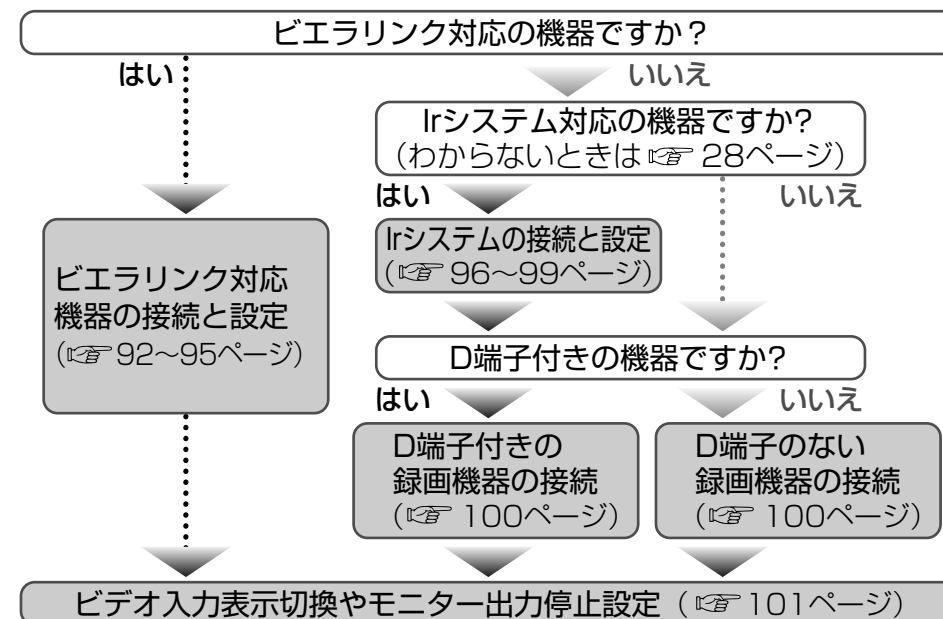 ビエラリンク対応の機器ですか？
はい
いいえ
Irシステム対応の機器ですか?
（わからないときは ☞ 28ページ）
はい
いいえ
Irシステムの接続と設定
（☞ 96～99ページ）
ビエラリンク対応
機器の接続と設定
（☞ 92～95ページ）
D端子付きの機器ですか?
はい
いいえ
D端子付きの
録画機器の接続
（☞ 100ページ）
D端子のない
録画機器の接続
（☞ 100ページ）
ビデオ入力表示切換やモニター出力停止設定（☞ 101ページ）